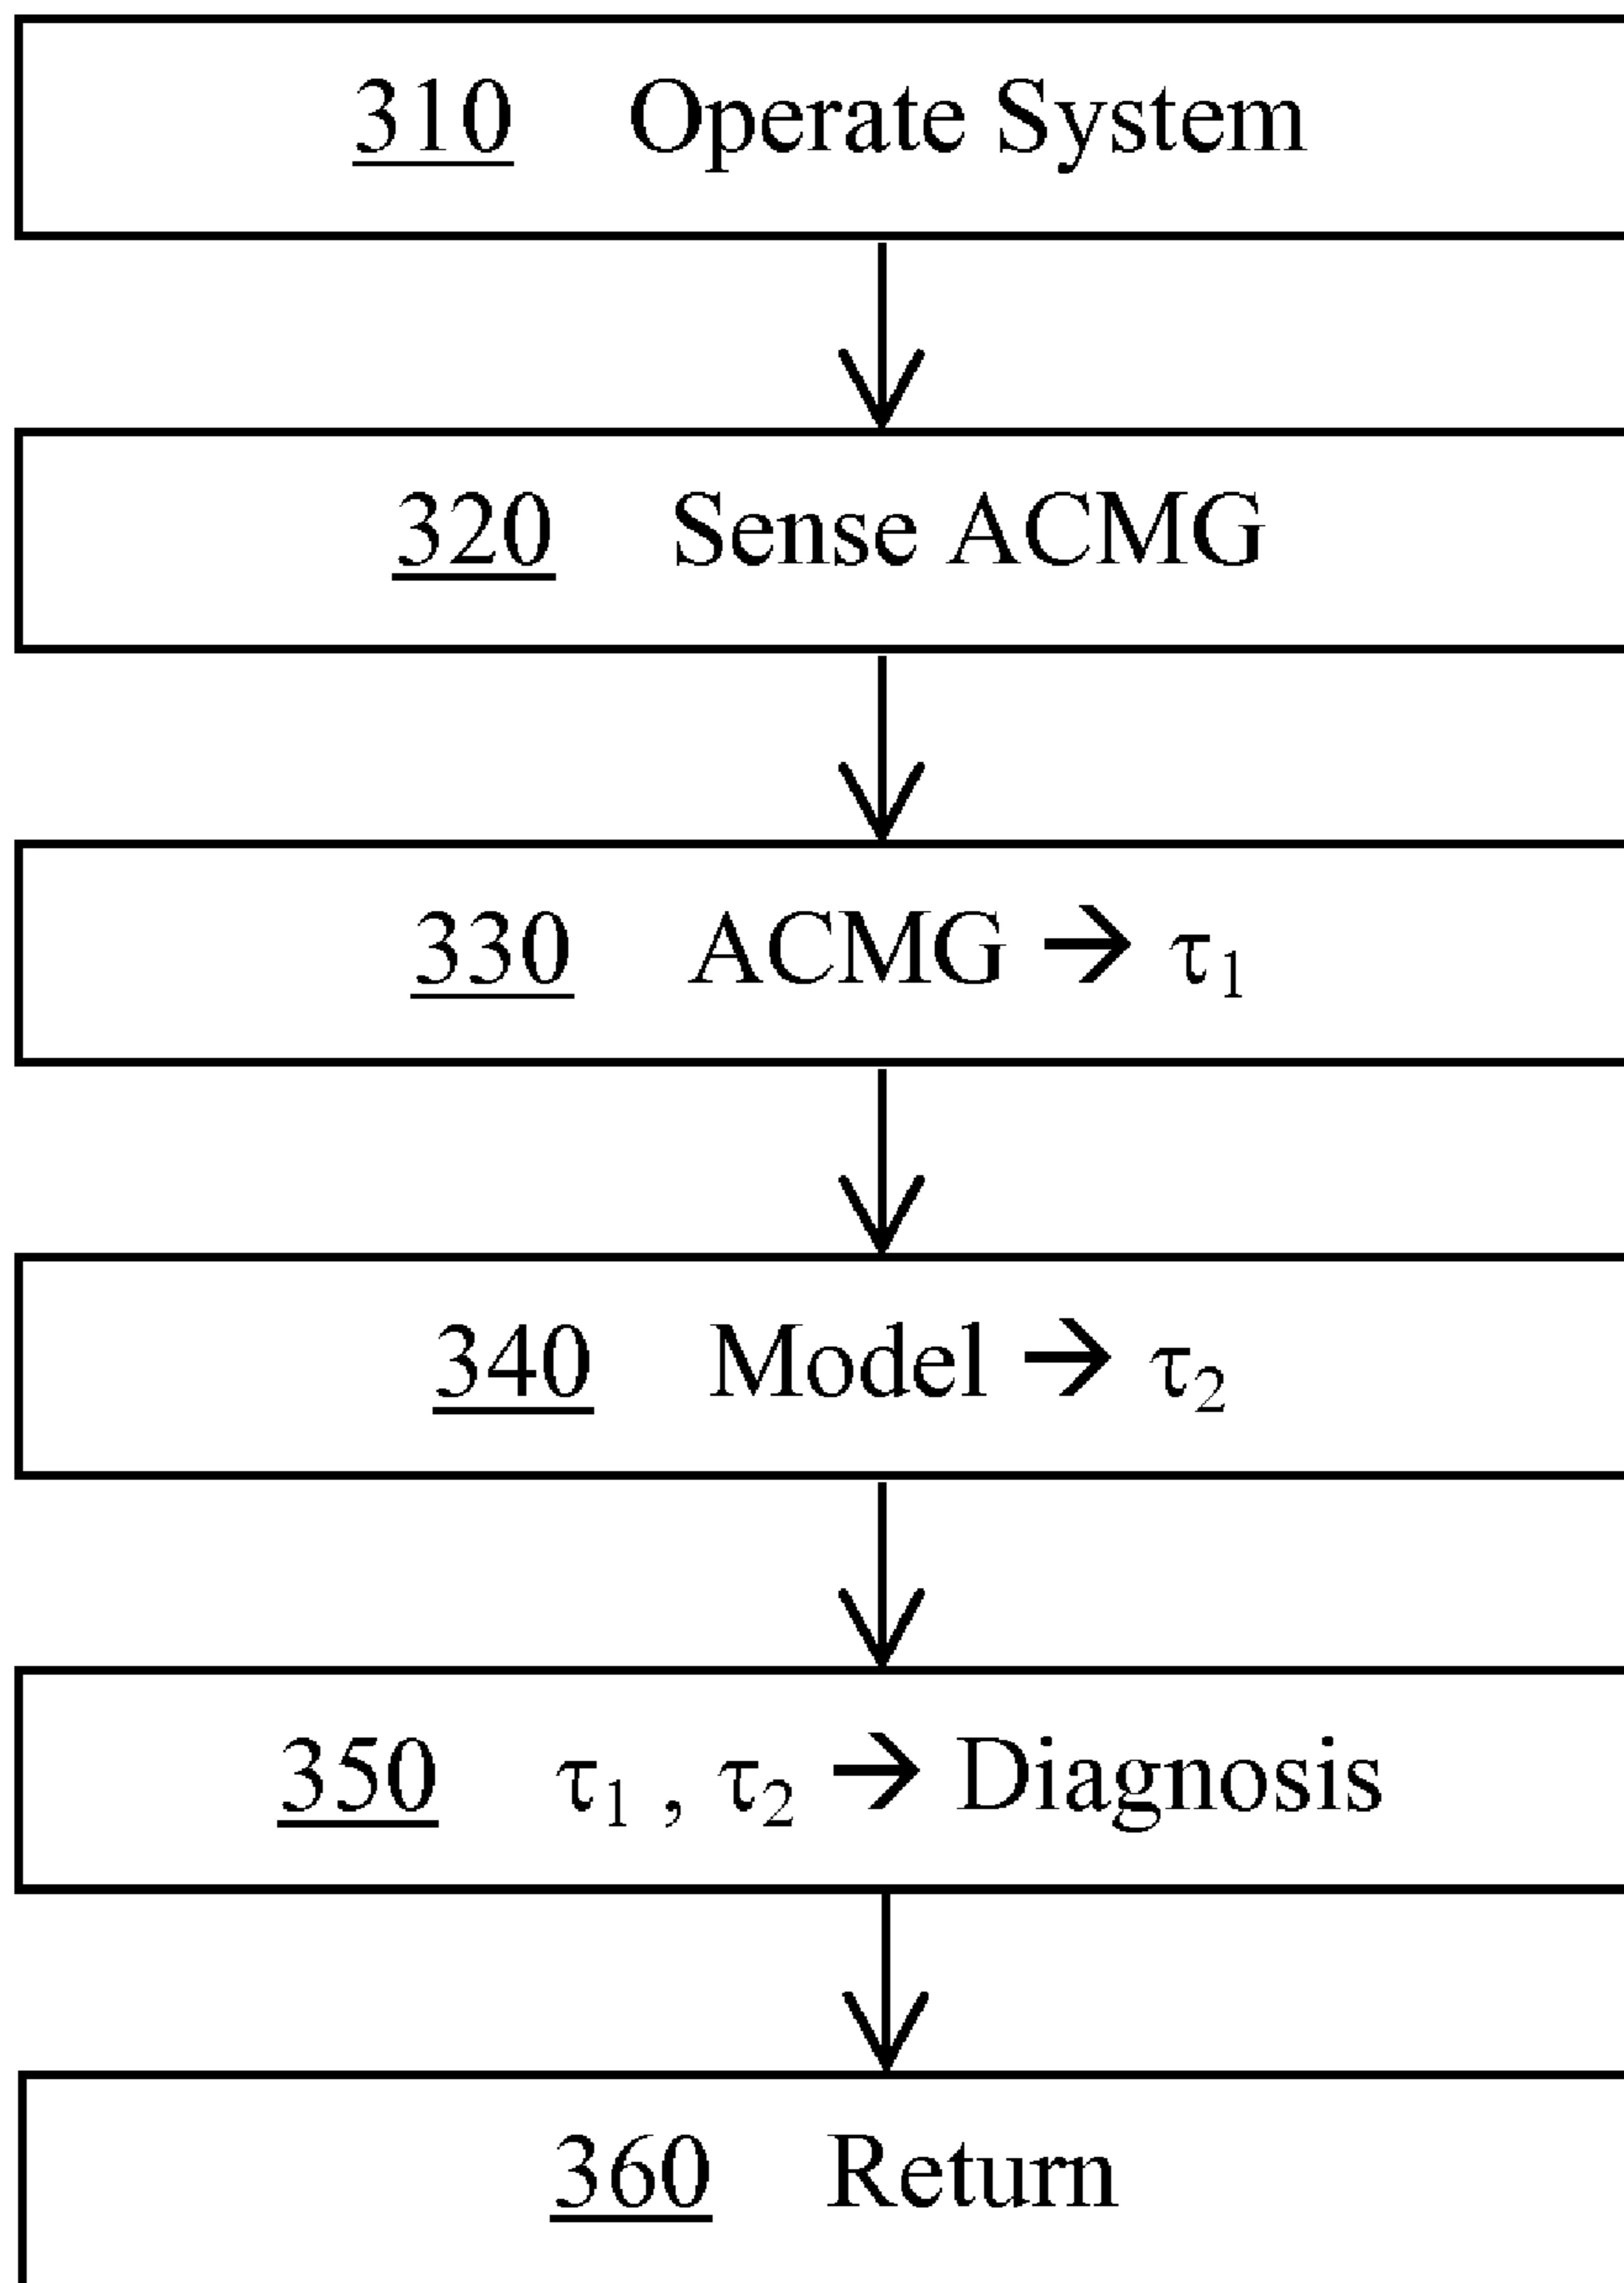 310 Operate System
320 Sense ACMG
330 ACMG → τ₁
340 Model → τ₂
350 τ₁ , τ₂ → Diagnosis
360 Return